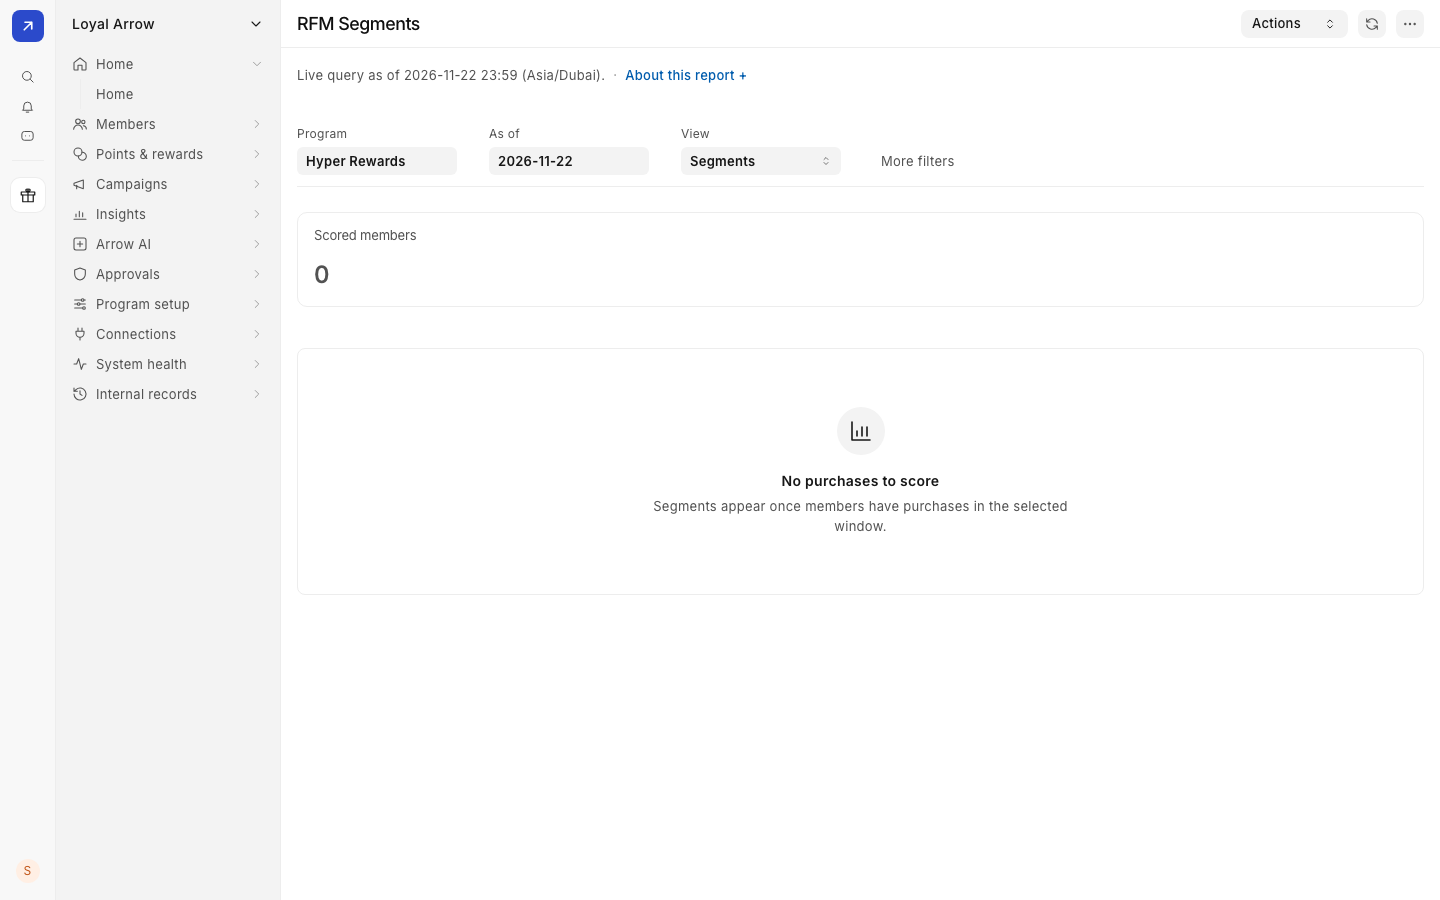 Loyal Arrow
Home
Home
Members
Points & rewards
Campaigns
Insights
Arrow AI
Approvals
Program setup
Connections
System health
Internal records
S
RFM Segments
Actions
Live query as of 2026-11-22 23:59 (Asia/Dubai). · About this report +
Program
As of
View
Hyper Rewards
2026-11-22
Segments
More filters
Scored members
0
No purchases to score
Segments appear once members have purchases in the selected
window.